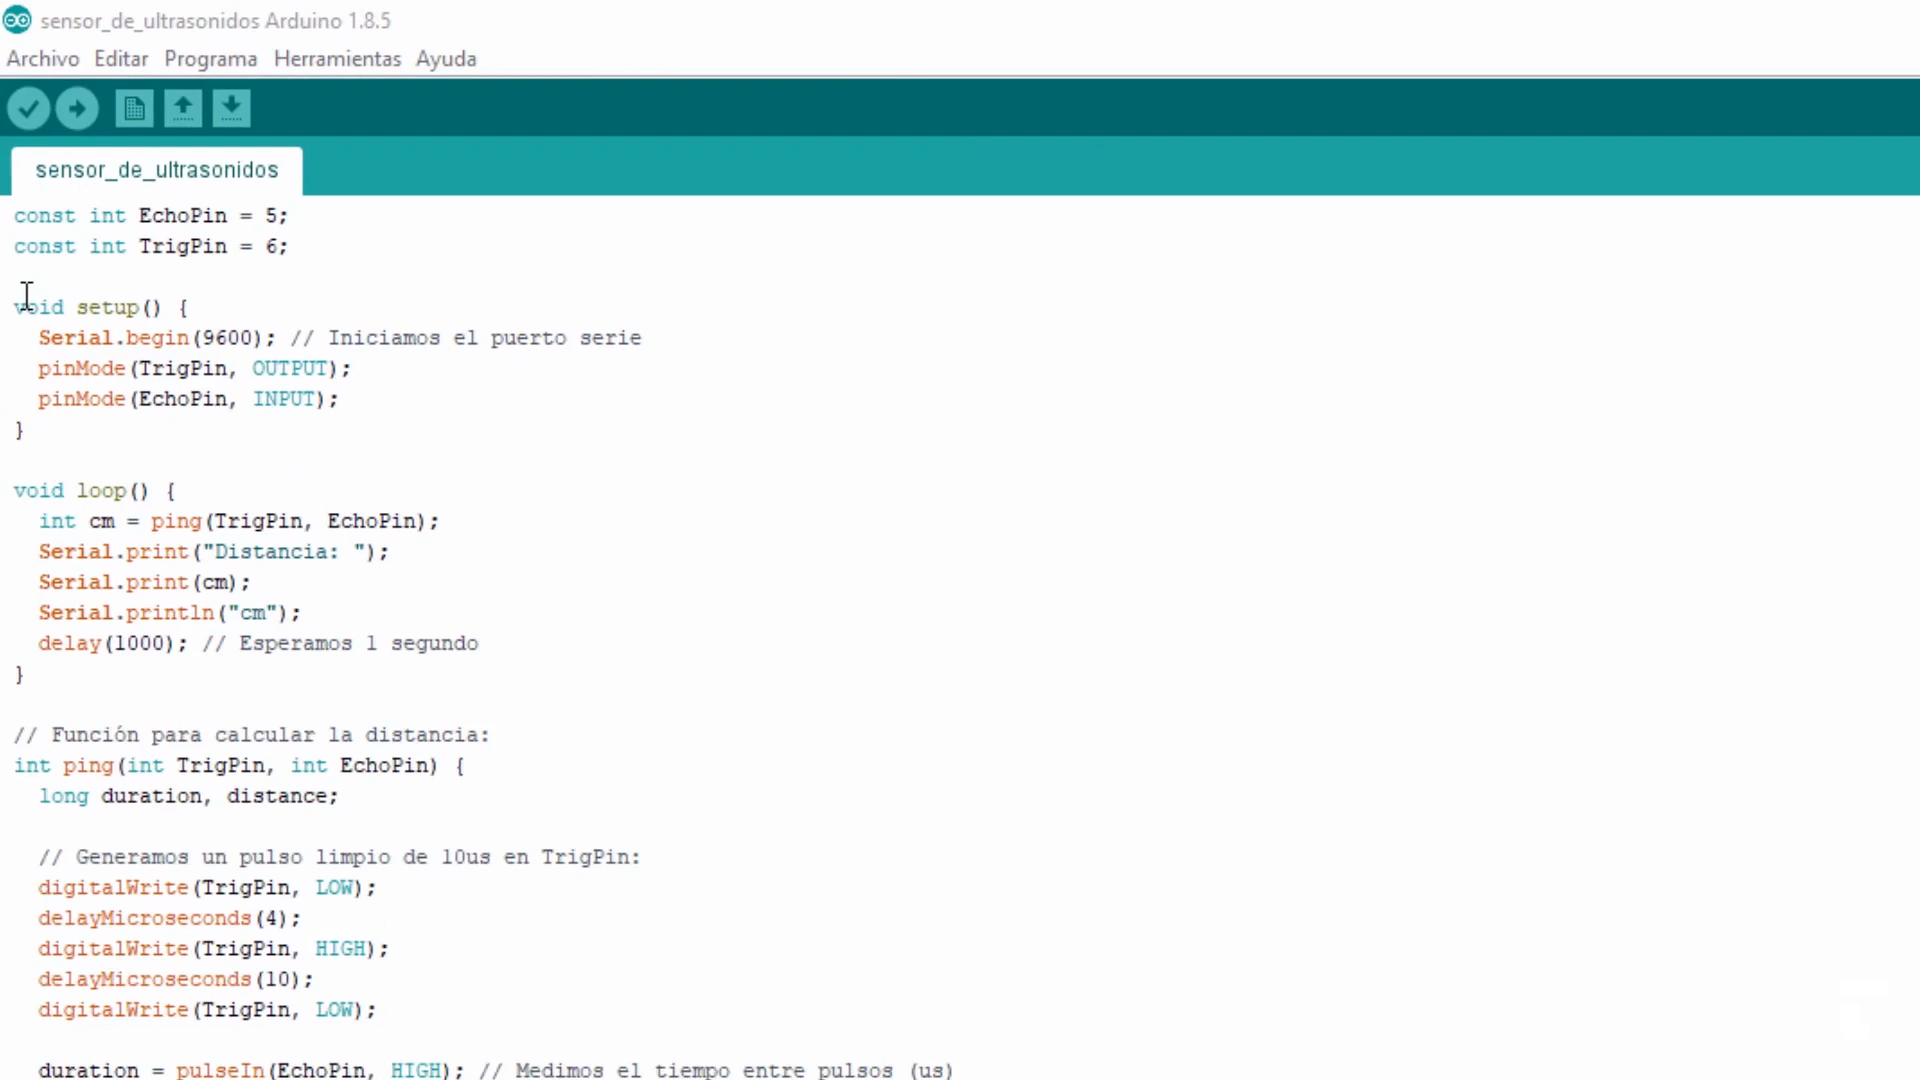 sensor_de_ultrasonidos Arduino 1.8.5
Archivo Editar Programa Herramientas Ayuda
sensor_de_ultrasonidos
const int EchoPin = 5;
const int TrigPin = 6;
void setup() {
Serial.begin(9600); // Iniciamos el puerto serie
pinMode(TrigPin, OUTPUT);
pinMode(EchoPin, INPUT);
}
void loop() {
int cm = ping(TrigPin, EchoPin);
Serial.print("Distancia: ");
Serial.print(cm);
Serial.println("cm");
delay(1000); // Esperamos 1 segundo
}
// Función para calcular la distancia:
int ping(int TrigPin, int EchoPin) {
long duration, distance;
// Generamos un pulso limpio de 10us en TrigPin:
digitalWrite(TrigPin, LOW);
delayMicroseconds(4);
digitalWrite(TrigPin, HIGH);
delayMicroseconds(10);
digitalWrite(TrigPin, LOW);
duration = pulseIn(EchoPin, HIGH); // Medimos el tiempo entre pulsos (us)